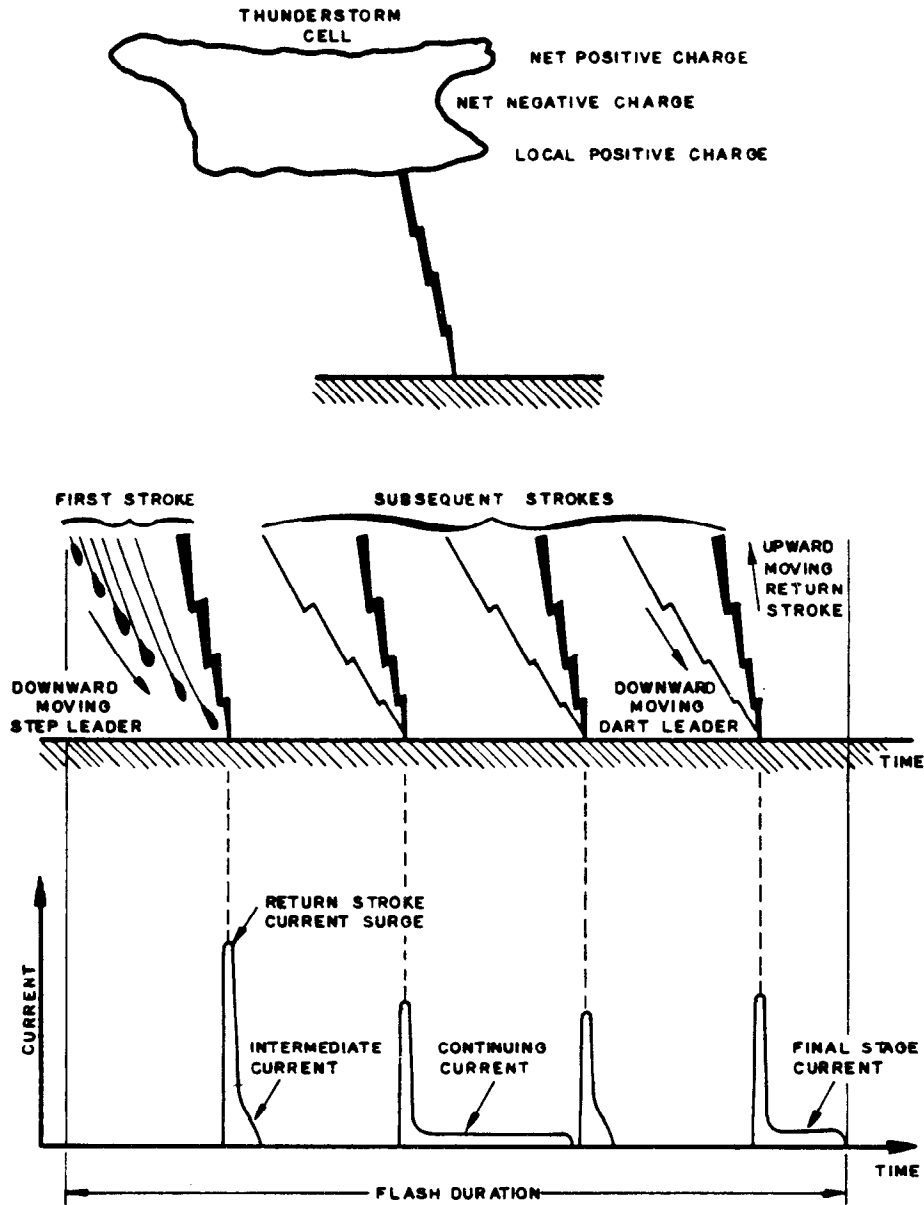 THUNDERSTORM
CELL
NET POSITIVE CHARGE
NET NEGATIVE CHARGE
LOCAL POSITIVE CHARGE
FIRST STROKE
SUBSEQUENT STROKES
UPWARD
MOVING
RETURN
STROKE
DOWNWARD
MOVING
STEP LEADER
DOWNWARD
MOVING
DART LEADER
TIME
RETURN STROKE
CURRENT SURGE
CURRENT
INTERMEDIATE
CURRENT
CONTINUING
CURRENT
FINAL STAGE
CURRENT
TIME
FLASH DURATION